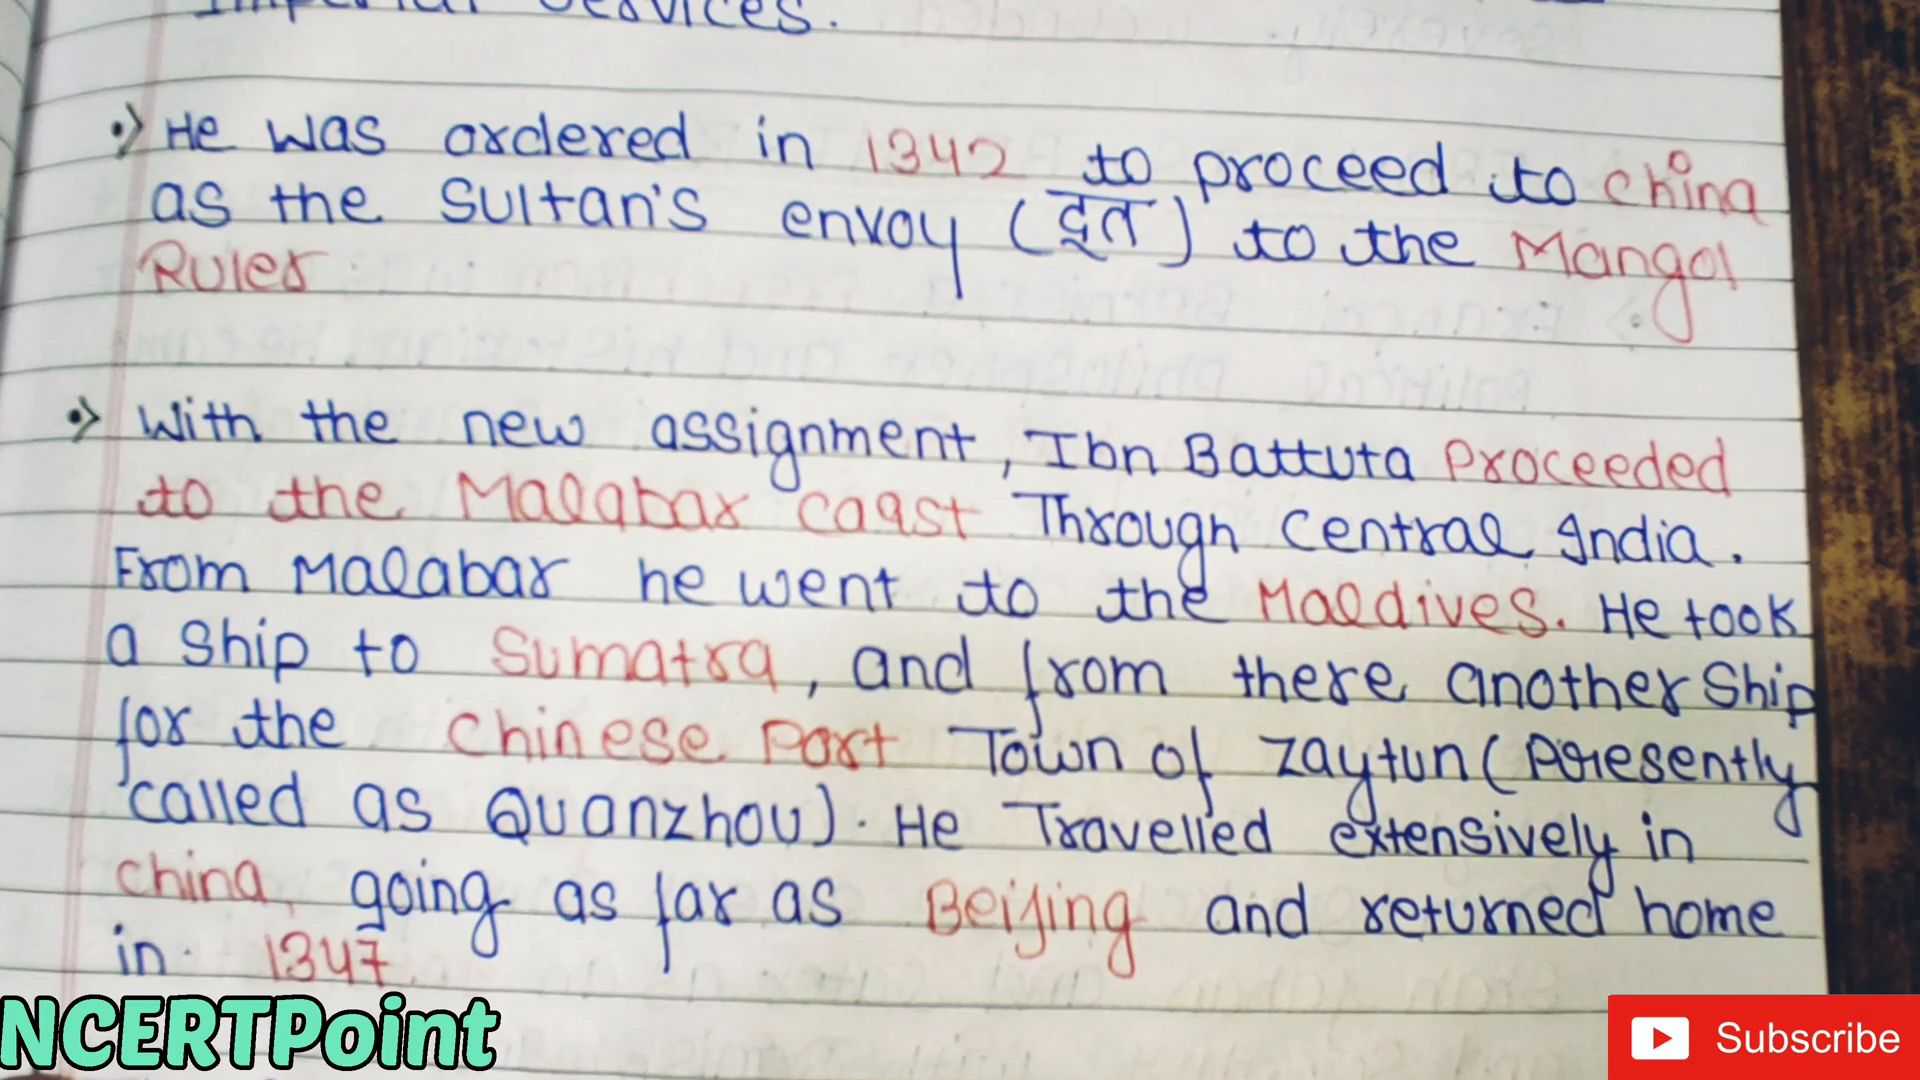 Imperial Services.
•) He was ordered in 1342 to proceed to china
as the Sultan's envoy (दूत) to the Mangol
Ruler
•) With the new assignment, Ibn Battuta Proceeded
to the Malabar coast Through Central India.
From Malabar he went to the Maldives. He took
a Ship to Sumatra, and from there another Ship
for the Chinese Port Town of Zaytun (Presently
called as Quanzhou). He Travelled extensively in
china, going as far as Beijing and returned home
in 1347
NCERTPoint
Subscribe